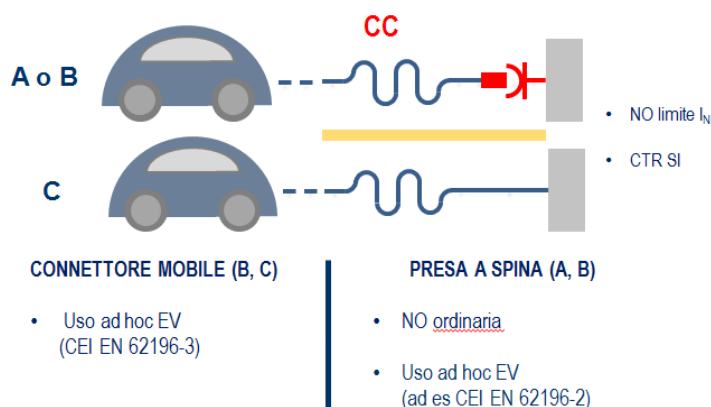 CC
A o B
• NO limite IN
• CTR SI
C
CONNETTORE MOBILE (B, C)
• Uso ad hoc EV
(CEI EN 62196-3)
PRESA A SPINA (A, B)
• NO ordinaria
• Uso ad hoc EV
(ad es CEI EN 62196-2)